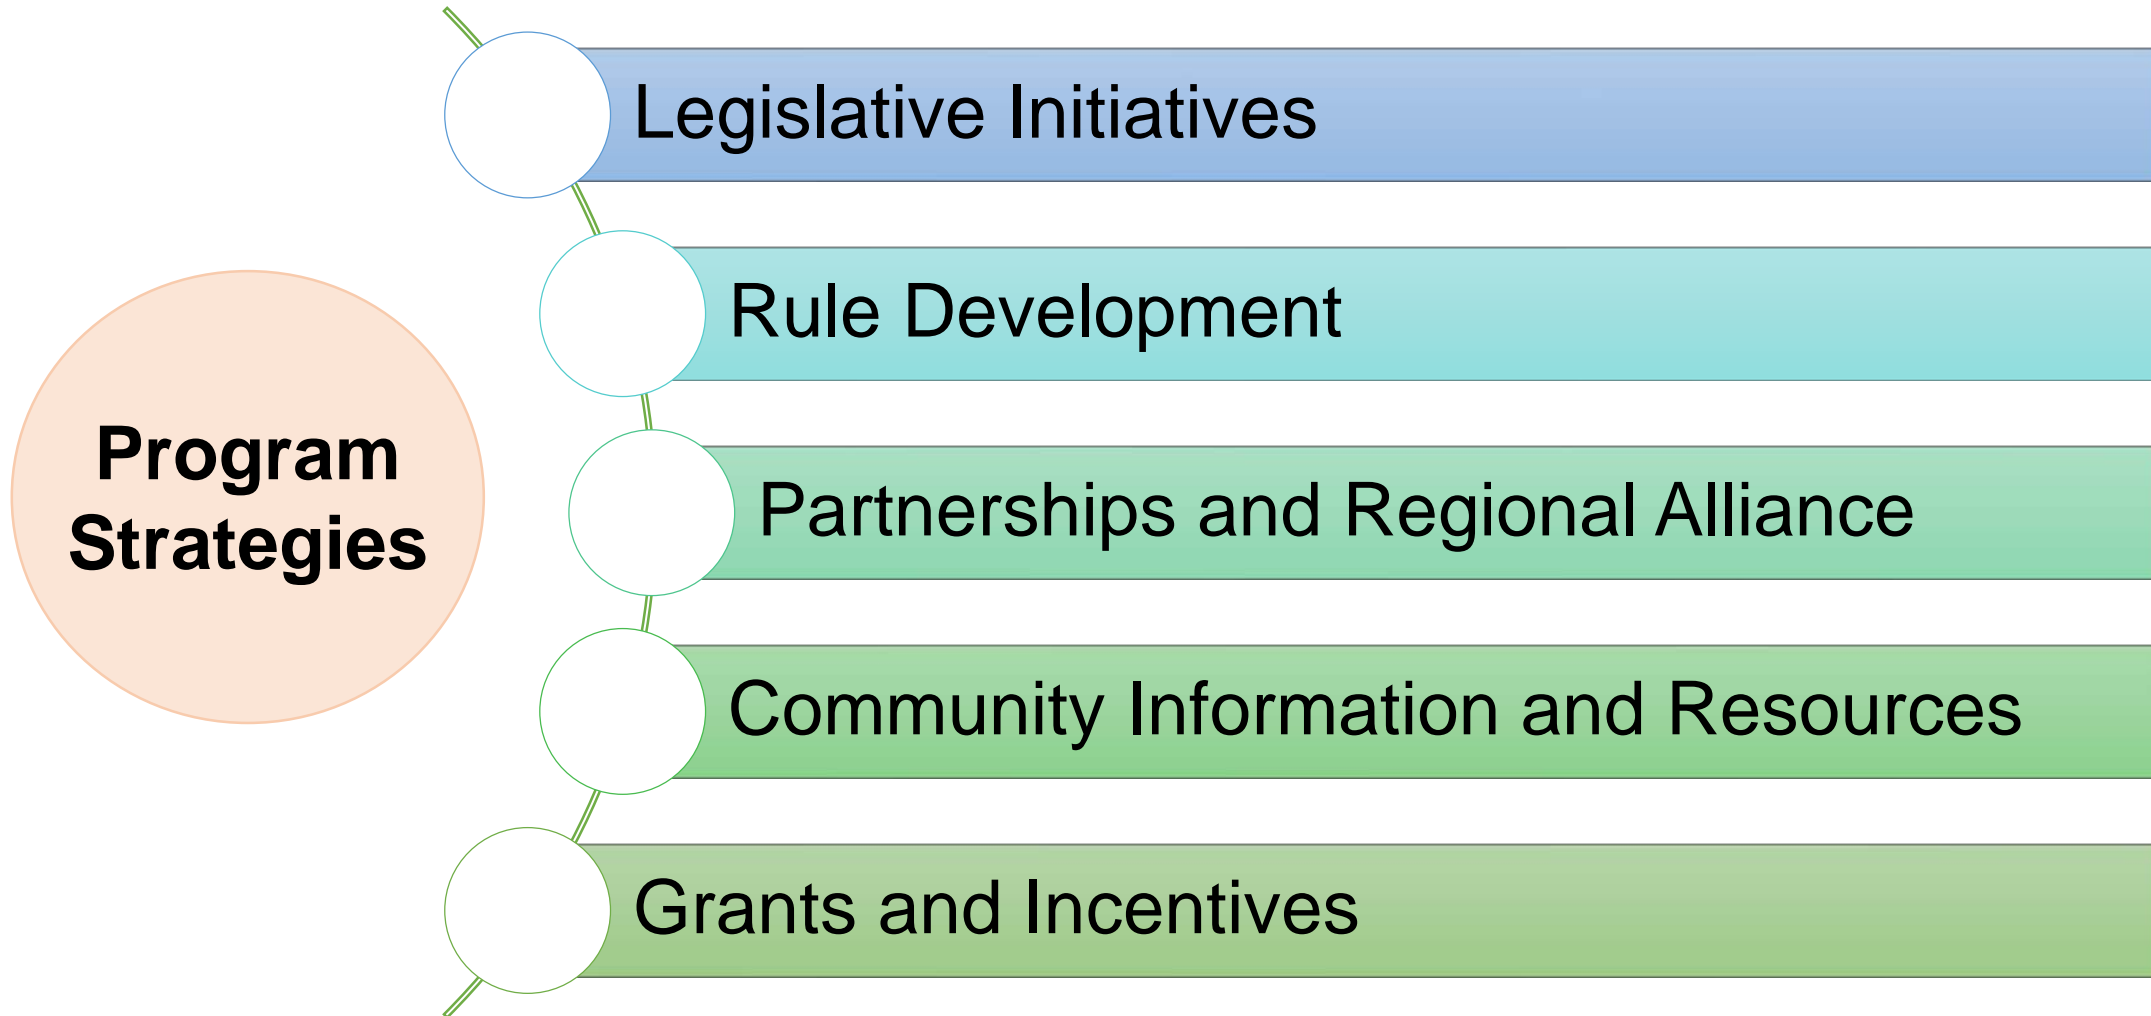 Program
Strategies
Legislative Initiatives
Rule Development
Partnerships and Regional Alliance
Community Information and Resources
Grants and Incentives